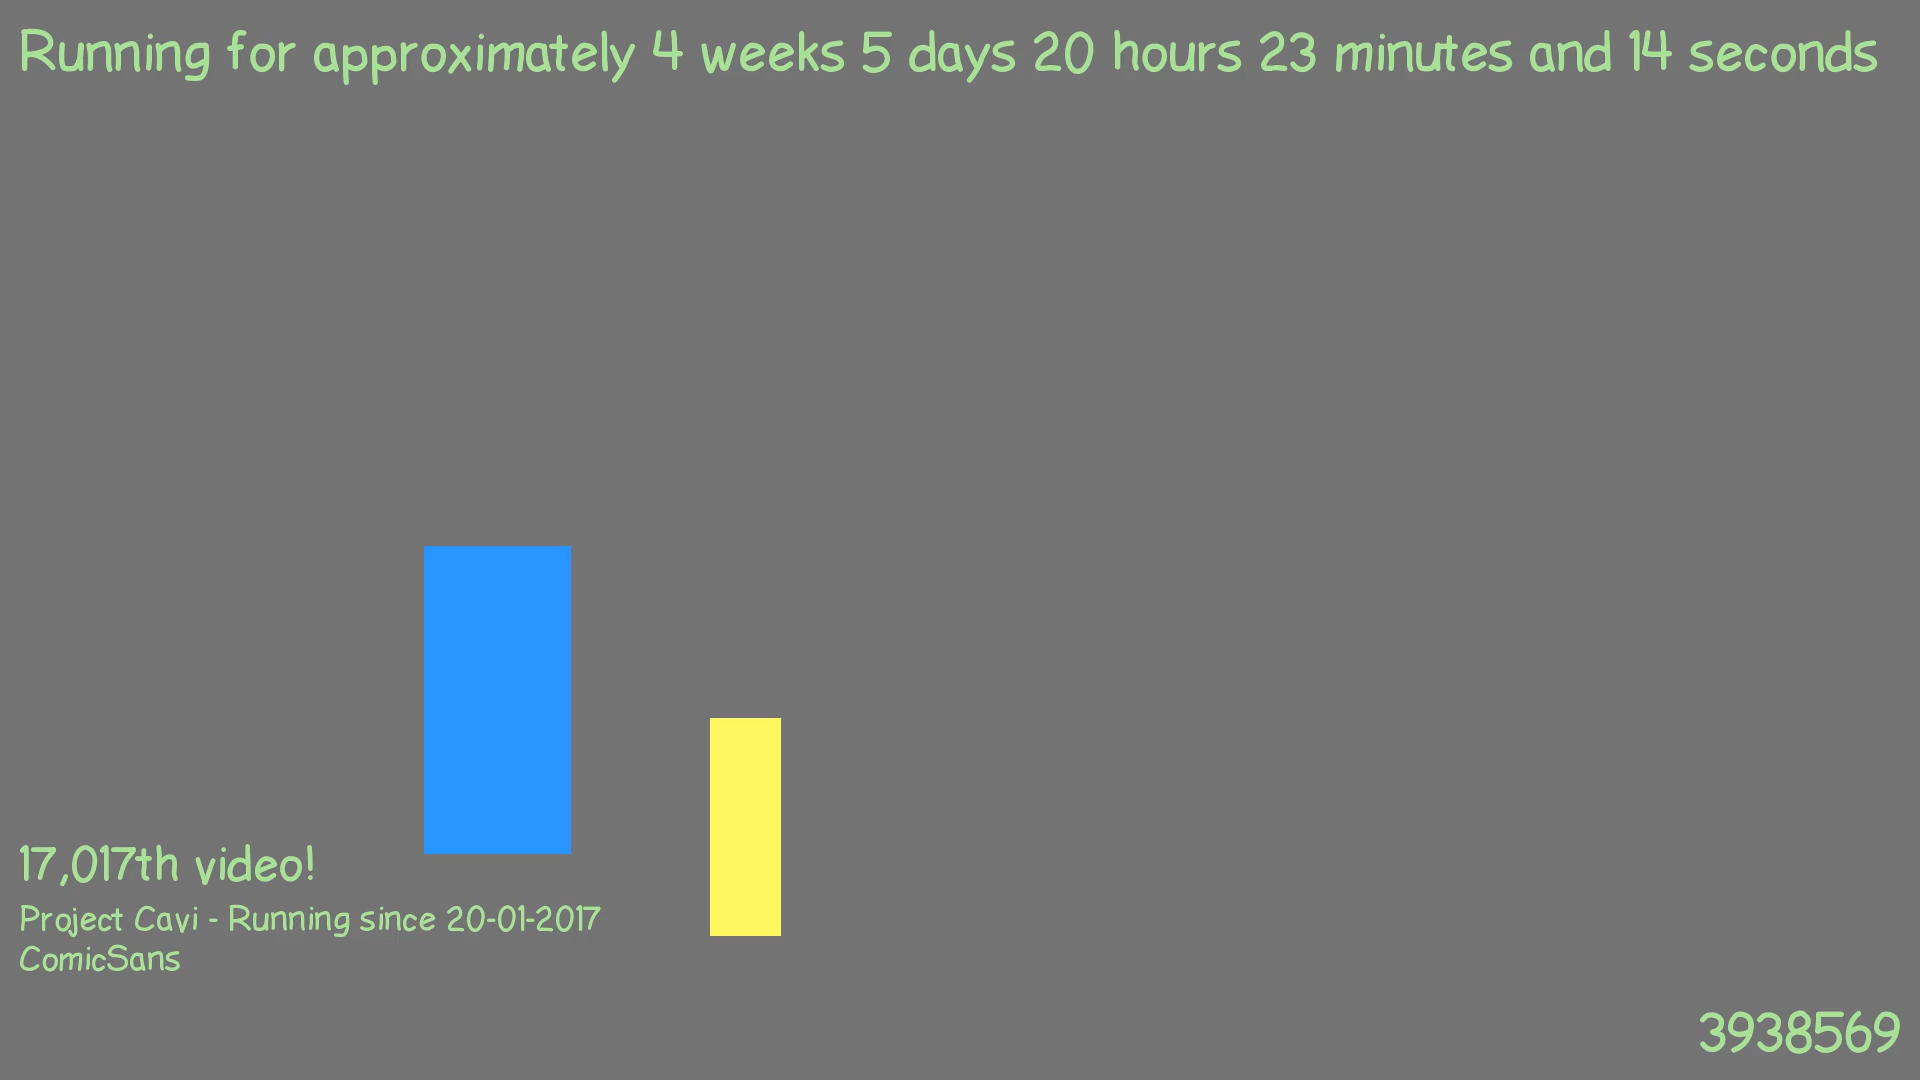 Running for approximately 4 weeks 5 days 20 hours 23 minutes and 14 seconds
17,017th video!
Project Cavi - Running since 20-01-2017
ComicSans
3938569